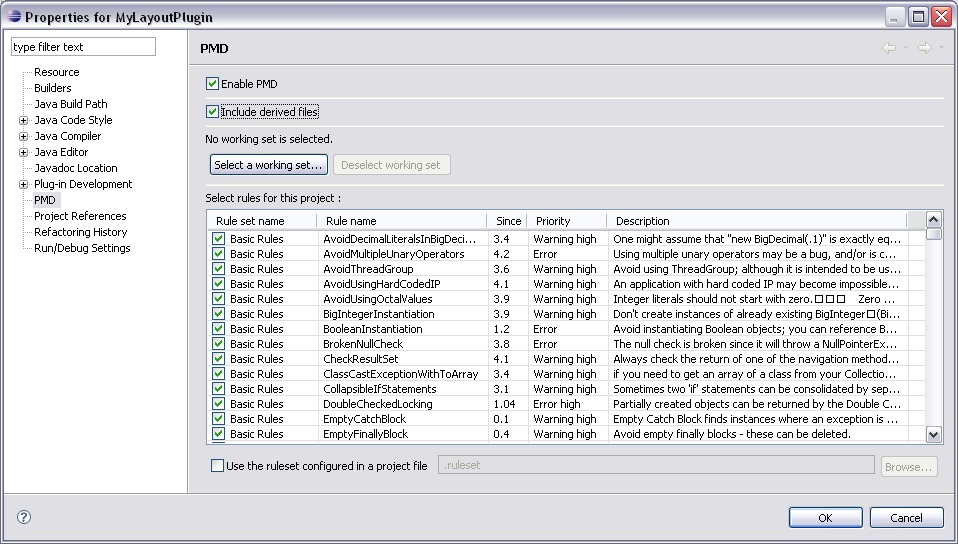 Properties for MyLayoutPlugin
type filter text
Resource
Builders
Java Build Path
Java Code Style
Java Compiler
Java Editor
Javadoc Location
Plug-in Development
PMD
Project References
Refactoring History
Run/Debug Settings
PMD
Enable PMD
Include derived files
No working set is selected.
Select a working set... Deselect working set
Select rules for this project :
Rule set name Rule name Since Priority Description
Basic Rules AvoidDecimalLiteralsInBigDeci... 3.4 Warning high One might assume that "new BigDecimal(.1)" is exactly eq...
Basic Rules AvoidMultipleUnaryOperators 4.2 Error Using multiple unary operators may be a bug, and/or is c...
Basic Rules AvoidThreadGroup 3.6 Warning high Avoid using ThreadGroup; although it is intended to be us...
Basic Rules AvoidUsingHardCodedIP 4.1 Warning high An application with hard coded IP may become impossible...
Basic Rules AvoidUsingOctalValues 3.9 Warning high Integer literals should not start with zero.□□□ Zero ...
Basic Rules BigIntegerInstantiation 3.9 Warning high Don't create instances of already existing BigInteger□(Bi...
Basic Rules BooleanInstantiation 1.2 Error Avoid instantiating Boolean objects; you can reference B...
Basic Rules BrokenNullCheck 3.8 Error The null check is broken since it will throw a NullPointerEx...
Basic Rules CheckResultSet 4.1 Warning high Always check the return of one of the navigation method...
Basic Rules ClassCastExceptionWithToArray 3.4 Warning high if you need to get an array of a class from your Collectio...
Basic Rules CollapsibleIfStatements 3.1 Warning high Sometimes two 'if' statements can be consolidated by sep...
Basic Rules DoubleCheckedLocking 1.04 Error high Partially created objects can be returned by the Double C...
Basic Rules EmptyCatchBlock 0.1 Warning high Empty Catch Block finds instances where an exception is ...
Basic Rules EmptyFinallyBlock 0.4 Warning high Avoid empty finally blocks - these can be deleted.
Use the ruleset configured in a project file .ruleset Browse...
? OK Cancel